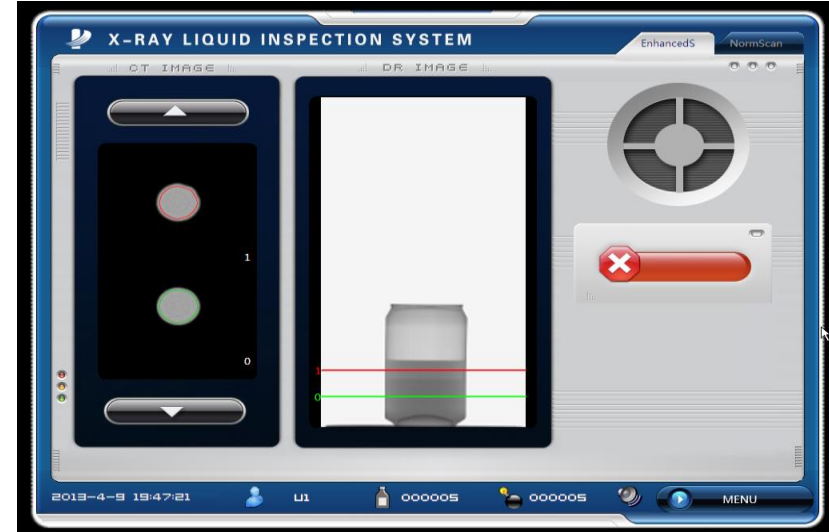 X-RAY LIQUID INSPECTION SYSTEM
EnhancedS
NormScan
CT IMAGE
DR IMAGE
1
0
1
0
2013-4-9 19:47:21
U1
000005
000005
MENU